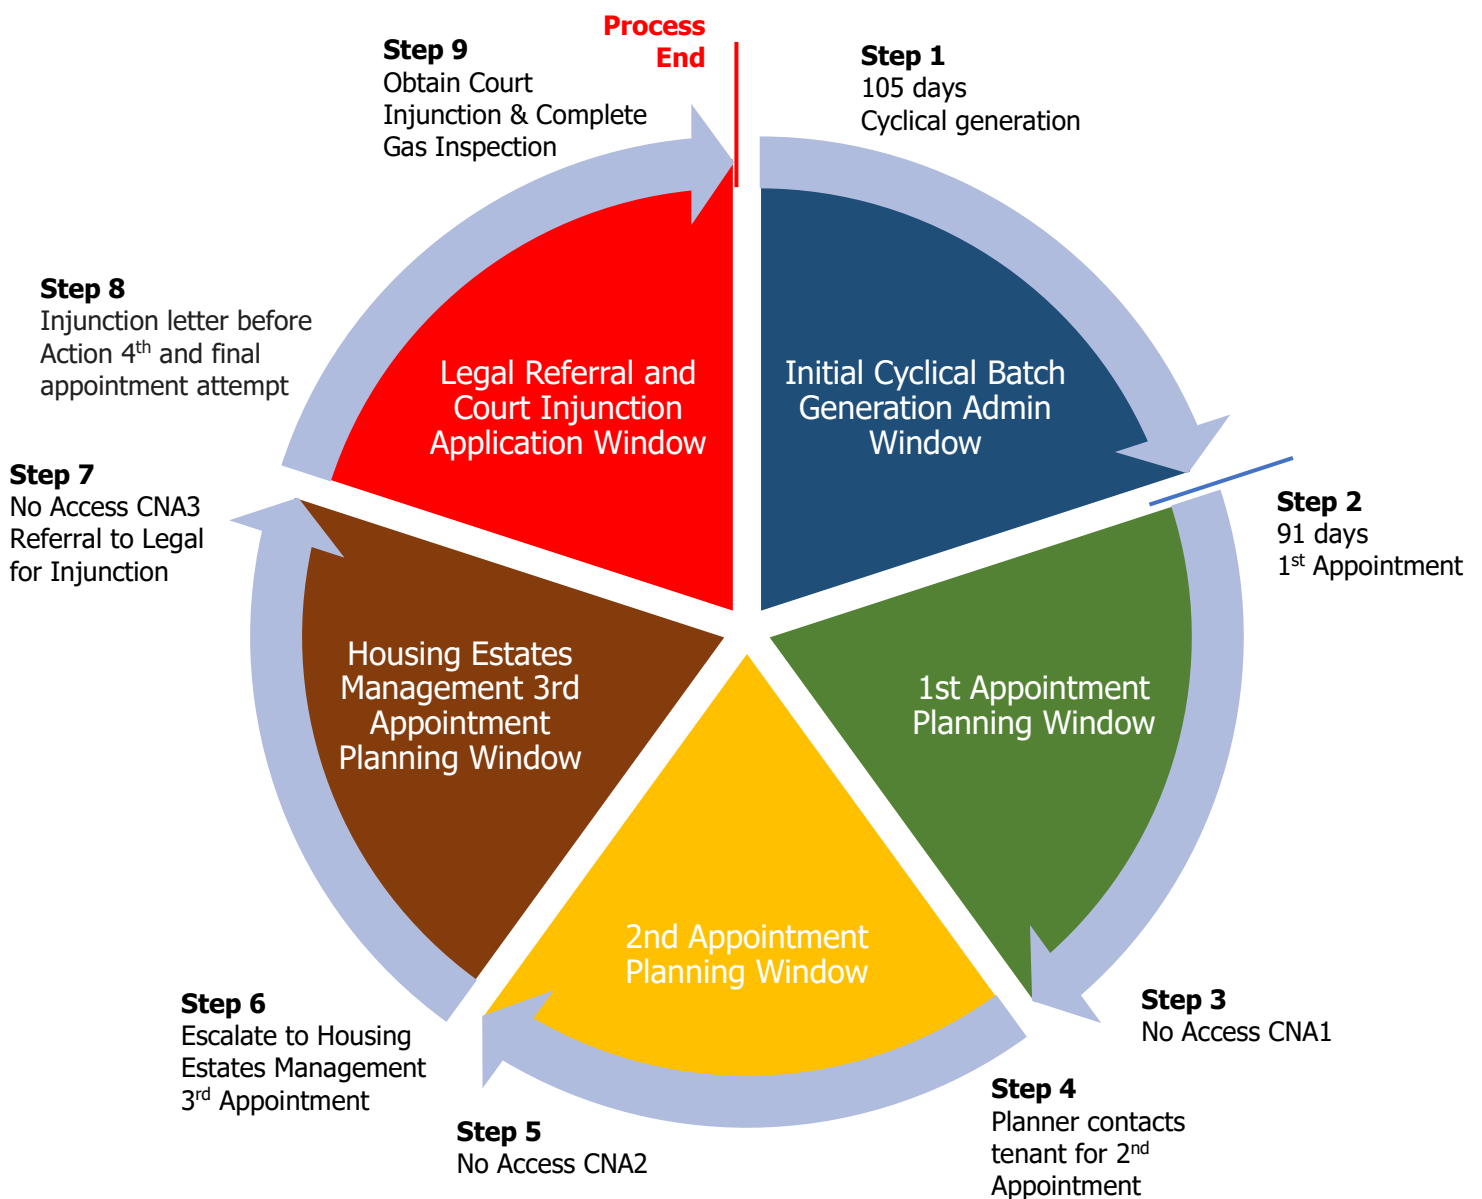 Process
End
Step 1
105 days
Cyclical generation
Initial Cyclical Batch
Generation Admin
Window
Step 2
91 days
1st Appointment
1st Appointment
Planning Window
Step 3
No Access CNA1
Step 4
Planner contacts
tenant for 2nd
Appointment
2nd Appointment
Planning Window
Step 5
No Access CNA2
Step 6
Escalate to Housing
Estates Management
3rd Appointment
Housing Estates
Management 3rd
Appointment
Planning Window
Step 7
No Access CNA3
Referral to Legal
for Injunction
Step 8
Injunction letter before
Action 4th and final
appointment attempt
Legal Referral and
Court Injunction
Application Window
Step 9
Obtain Court
Injunction & Complete
Gas Inspection